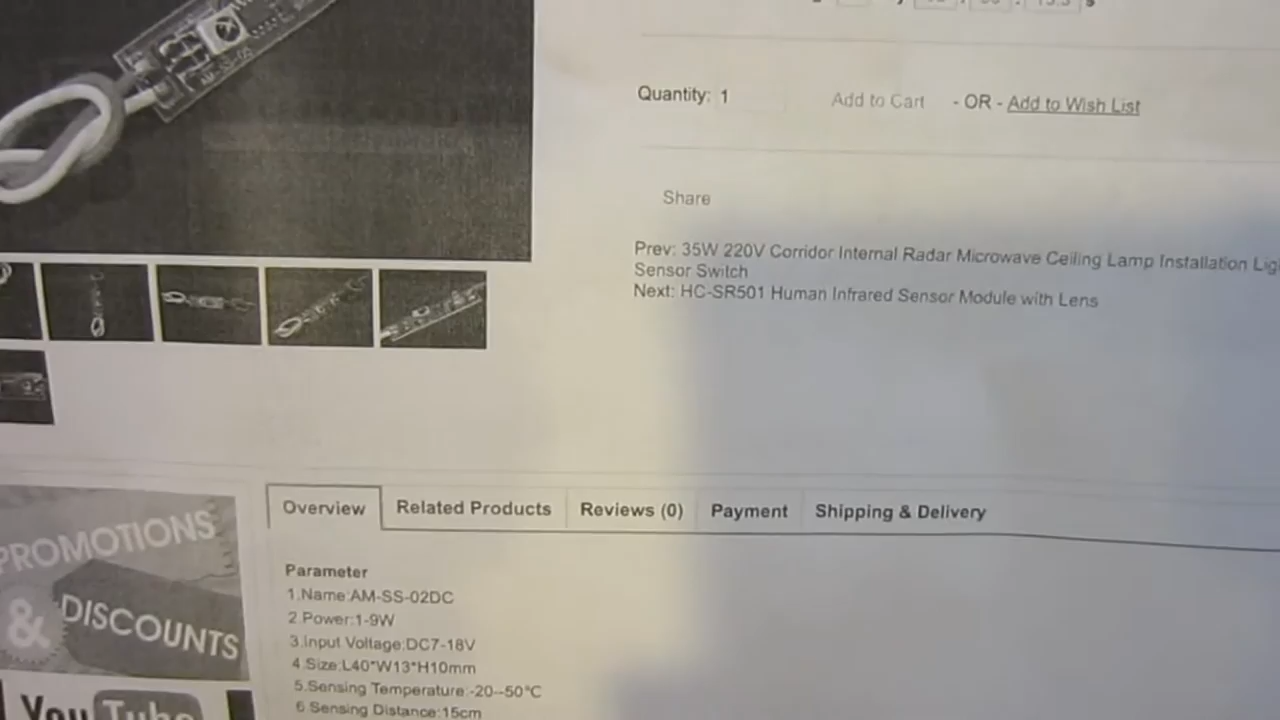 Quantity: 1
Add to Cart - OR - Add to Wish List
Share
Prev: 35W 220V Corridor Internal Radar Microwave Ceiling Lamp Installation
Sensor Switch
Next: HC-SR501 Human Infrared Sensor Module with Lens
PROMOTIONS
& DISCOUNTS
YouTube
Overview Related Products Reviews (0) Payment Shipping & Delivery
Parameter
1.Name:AM-SS-02DC
2.Power:1-9W
3.Input Voltage:DC7-18V
4.Size:L40*W13*H10mm
5.Sensing Temperature:-20--50°C
6.Sensing Distance:15cm